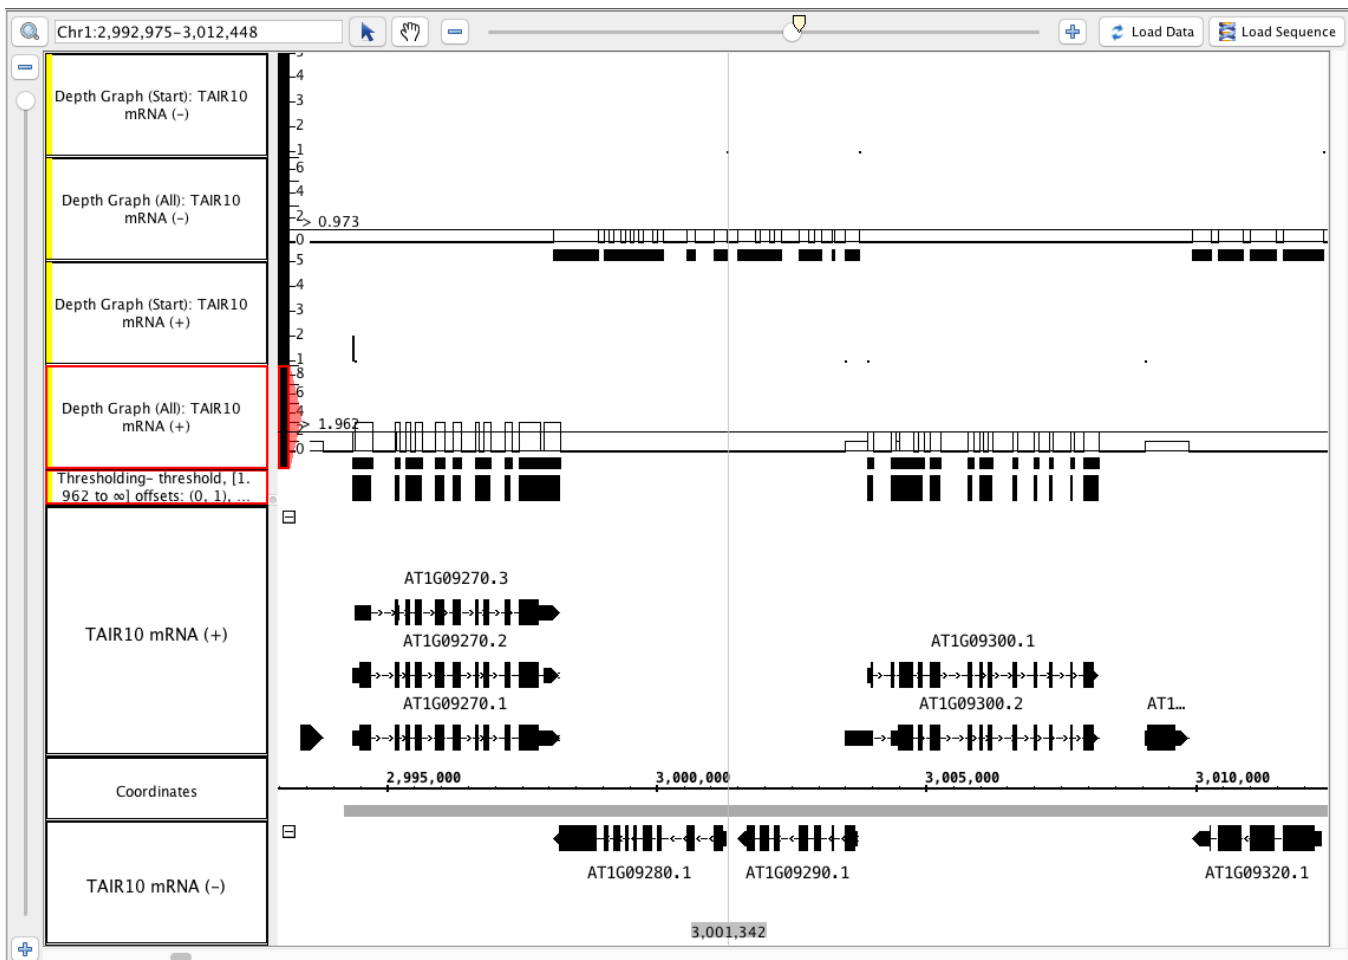 Chr1:2,992,975-3,012,448
Load Data
Load Sequence
Depth Graph (Start): TAIR10
mRNA (-)
4
3
2
1
Depth Graph (All): TAIR10
mRNA (-)
6
4
2
0
> 0.973
Depth Graph (Start): TAIR10
mRNA (+)
5
4
3
2
1
Depth Graph (All): TAIR10
mRNA (+)
8
6
4
2
0
> 1.962
Thresholding- threshold, [1.
962 to ∞] offsets: (0, 1), ...
TAIR10 mRNA (+)
AT1G09270.3
AT1G09270.2
AT1G09300.1
AT1G09270.1
AT1G09300.2
AT1...
Coordinates
2,995,000
3,000,000
3,005,000
3,010,000
TAIR10 mRNA (-)
AT1G09280.1
AT1G09290.1
AT1G09320.1
3,001,342